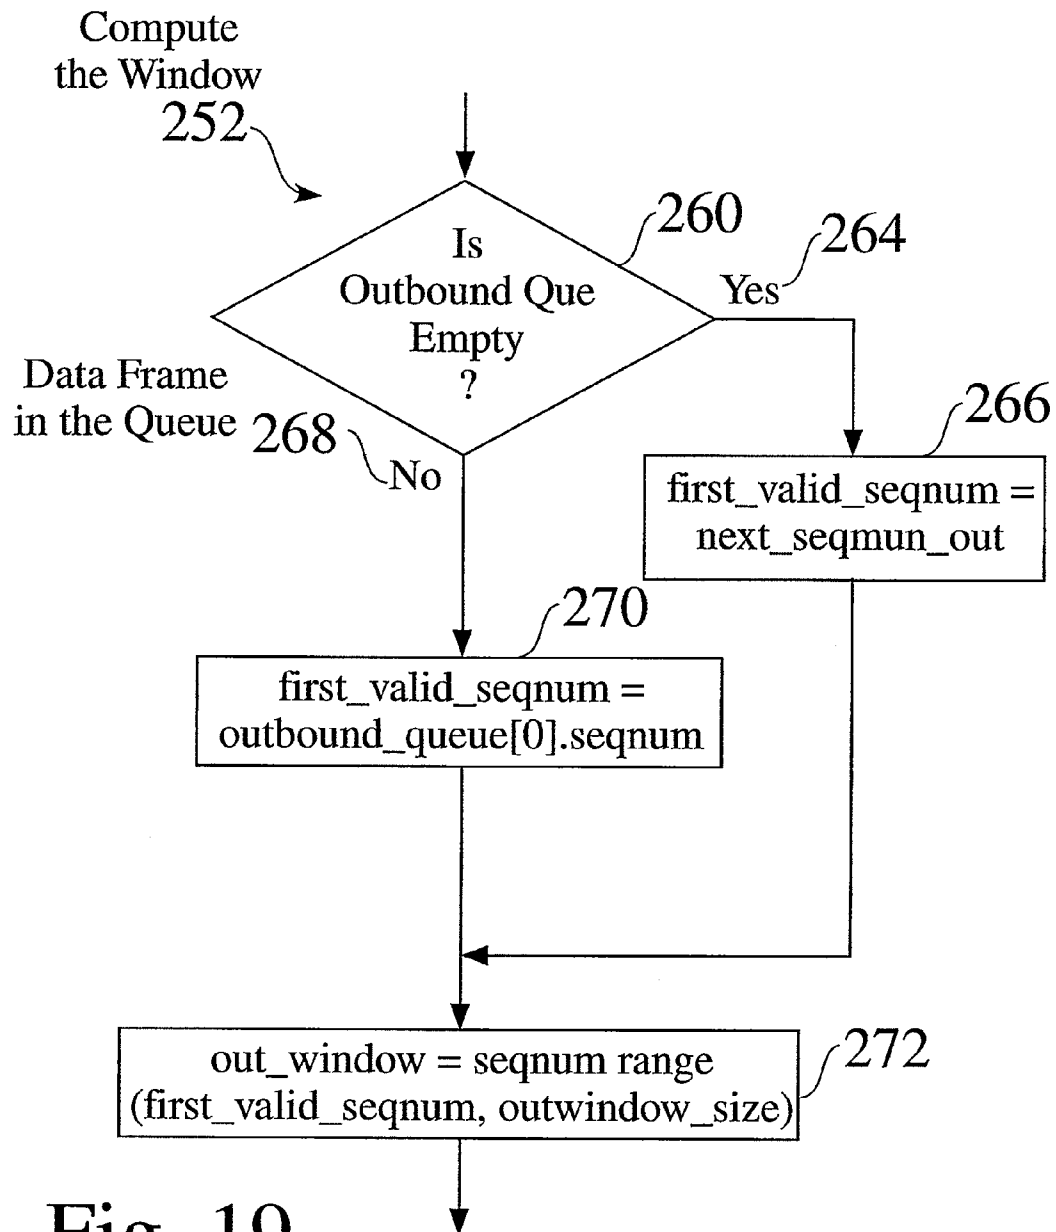 Compute
the Window
252
Is
Outbound Que
Empty
?
260
264
Yes
Data Frame
in the Queue
268
No
266
first_valid_seqnum =
next_seqmun_out
270
first_valid_seqnum =
outbound_queue[0].seqnum
272
out_window = seqnum range
(first_valid_seqnum, outwindow_size)
Fig. 19